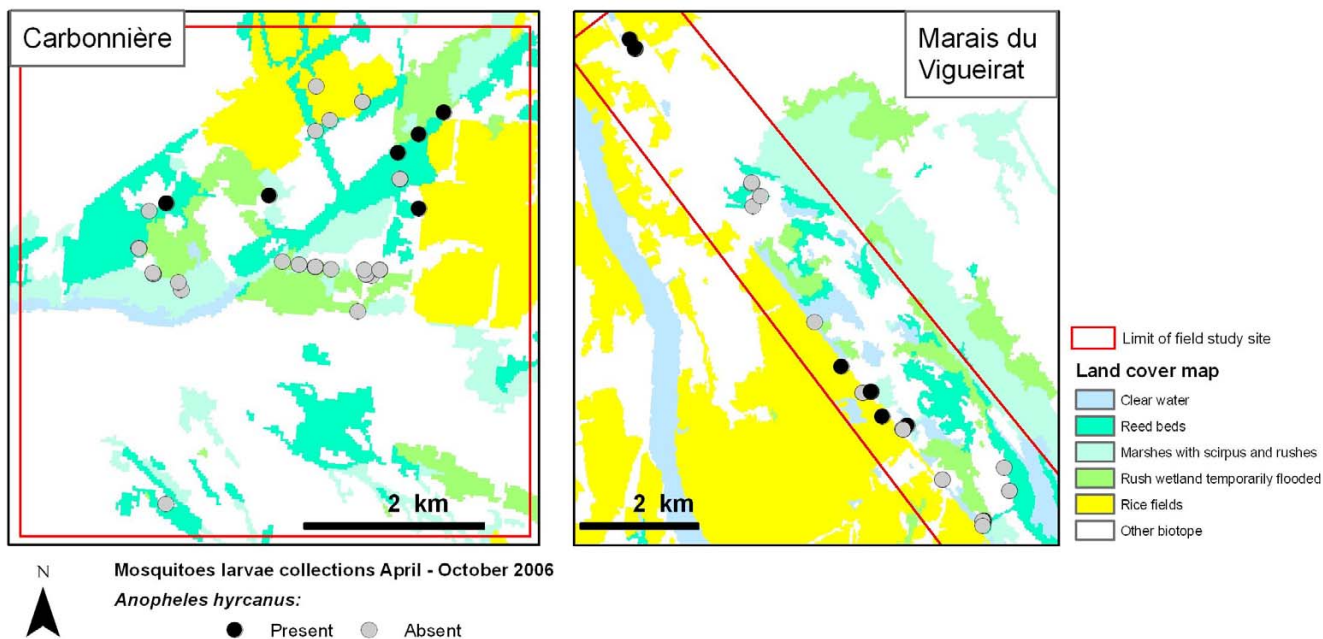 Carbonnière
2 km
Marais du
Vigueirat
2 km
Limit of field study site
Land cover map
Clear water
Reed beds
Marshes with scirpus and rushes
Rush wetland temporarily flooded
Rice fields
Other biotope
N
Mosquitoes larvae collections April - October 2006
Anopheles hyrcanus:
Present Absent